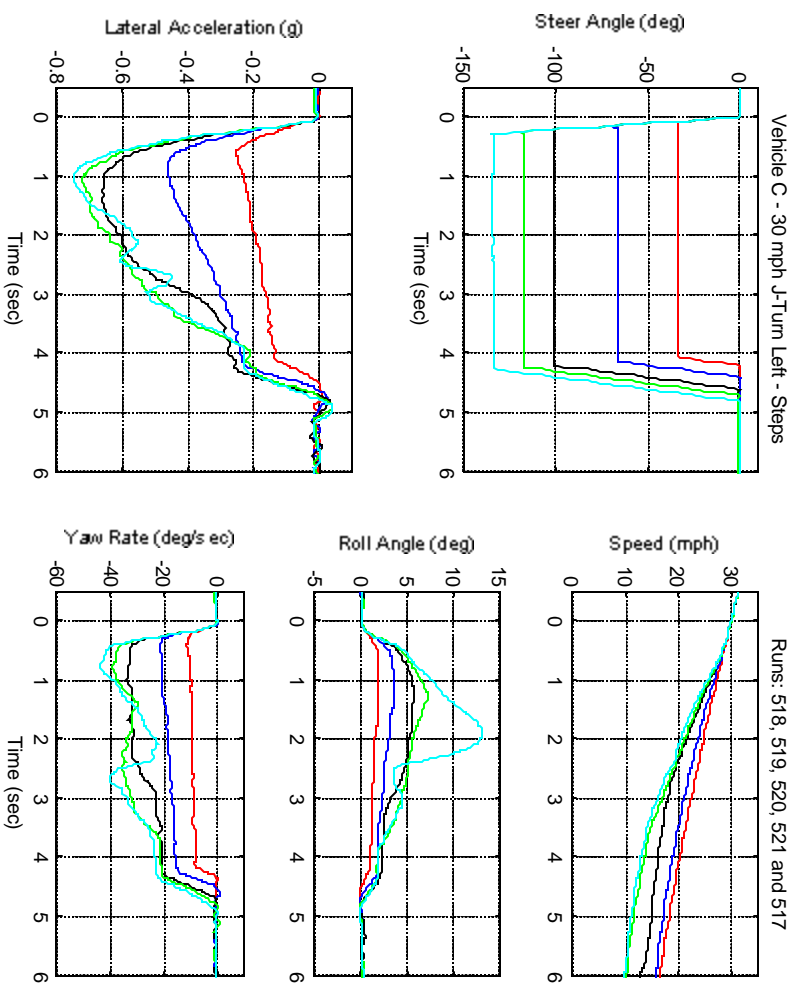 Vehicle C - 30 mph J-Turn Left - Steps
Steer Angle (deg)
0
-50
-100
-150
0 1 2 3 4 5 6
Time (sec)
Lateral Acceleration (g)
0
-0.2
-0.4
-0.6
-0.8
0 1 2 3 4 5 6
Time (sec)
Runs: 518, 519, 520, 521 and 517
Speed (mph)
30
20
10
0
0 1 2 3 4 5 6
Roll Angle (deg)
15
10
5
0
-5
0 1 2 3 4 5 6
Yaw Rate (deg/sec)
0
-20
-40
-60
0 1 2 3 4 5 6
Time (sec)